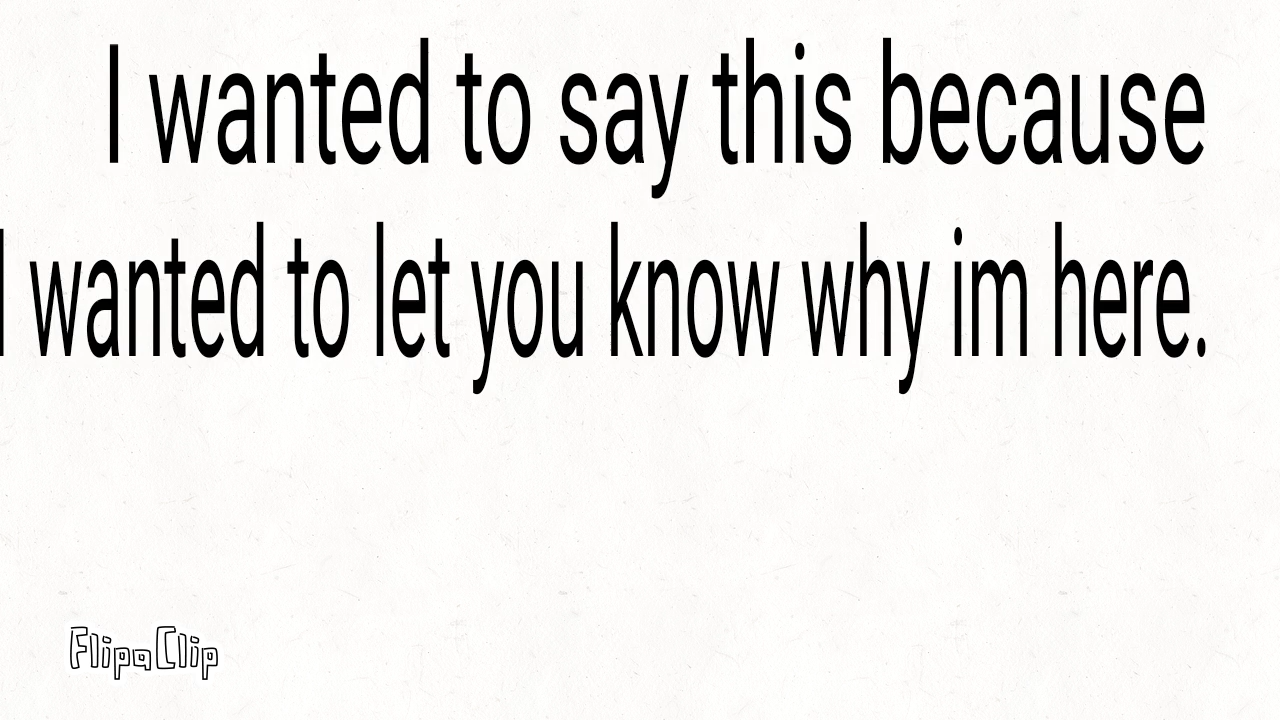 I wanted to say this because
I wanted to let you know why im here.
FlipaClip